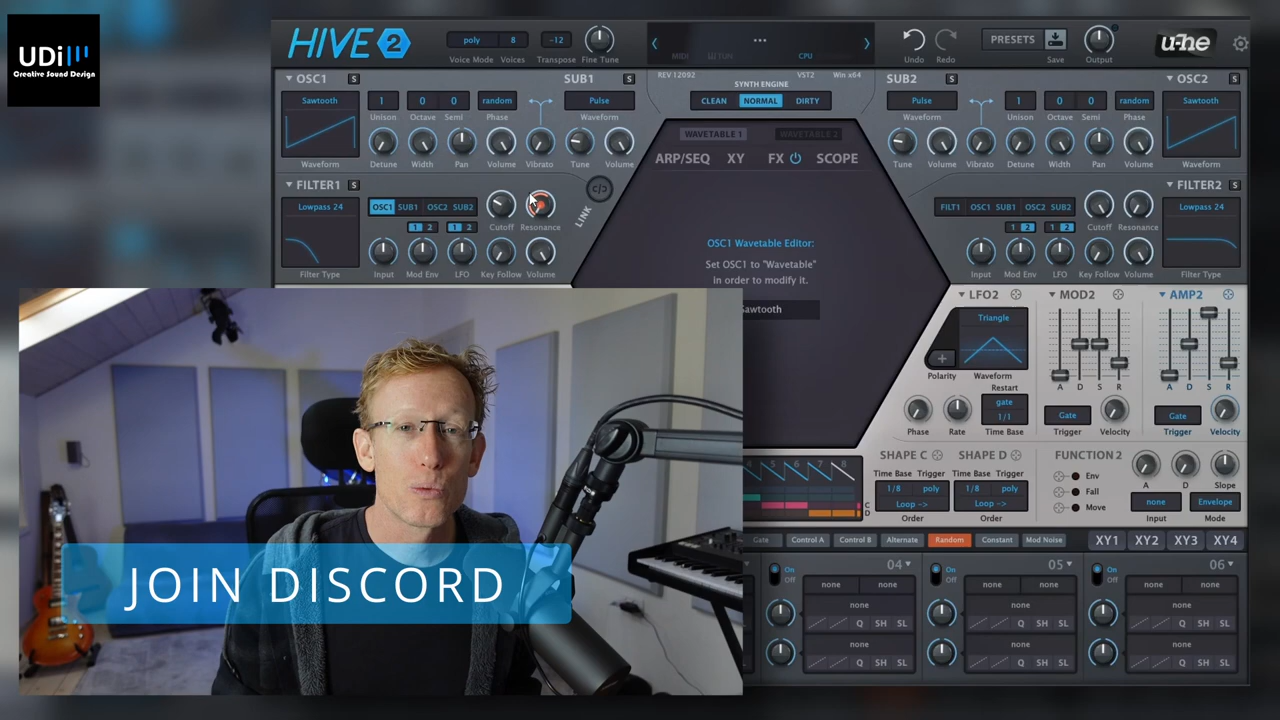 UDi
Creative Sound Design
HIVE 2
poly 8 -12
Voice Mode Voices Transpose Fine Tune
...
MIDI TUN CPU
Undo Redo
PRESETS
Save Output
u-he
OSC1 S
SUB1 S
REV 12092 VST2 Win x64
SYNTH ENGINE
CLEAN NORMAL DIRTY
SUB2 S
OSC2 S
Sawtooth 1 0 0 random Pulse
Unison Octave Semi Phase Waveform
Detune Width Pan Volume Vibrato Tune Volume
Waveform
Pulse 1 0 0 random Sawtooth
Waveform Unison Octave Semi Phase
Tune Volume Vibrato Detune Width Pan Volume
Waveform
WAVETABLE 1 WAVETABLE 2
ARP/SEQ XY FX SCOPE
FILTER1 S
Lowpass 24 OSC1 SUB1 OSC2 SUB2
Cutoff Resonance
1 2 1 2
Filter Type Input Mod Env LFO Key Follow Volume
LINK
OSC1 Wavetable Editor:
Set OSC1 to "Wavetable"
in order to modify it.
Sawtooth
FILTER2 S
FILT1 OSC1 SUB1 OSC2 SUB2 Lowpass 24
Cutoff Resonance
1 2 1 2
Input Mod Env LFO Key Follow Volume Filter Type
LFO2 MOD2 AMP2
Triangle
Polarity Waveform
Restart
gate
1/1
Phase Rate Time Base
A D S R
Gate
Trigger Velocity
A D S R
Gate
Trigger Velocity
4 5 6 7 8
C
D
SHAPE C SHAPE D FUNCTION 2
Time Base Trigger Time Base Trigger
1/8 poly 1/8 poly
Loop -> Loop ->
Order Order
Env
Fall
Move
A D Slope
none Envelope
Input Mode
Gate Control A Control B Alternate Random Constant Mod Noise XY1 XY2 XY3 XY4
04 05 06
On
Off
none none
none
Q SH SL
none
Q SH SL
On
Off
none none
none
Q SH SL
none
Q SH SL
On
Off
none none
none
Q SH SL
none
Q SH SL
JOIN DISCORD